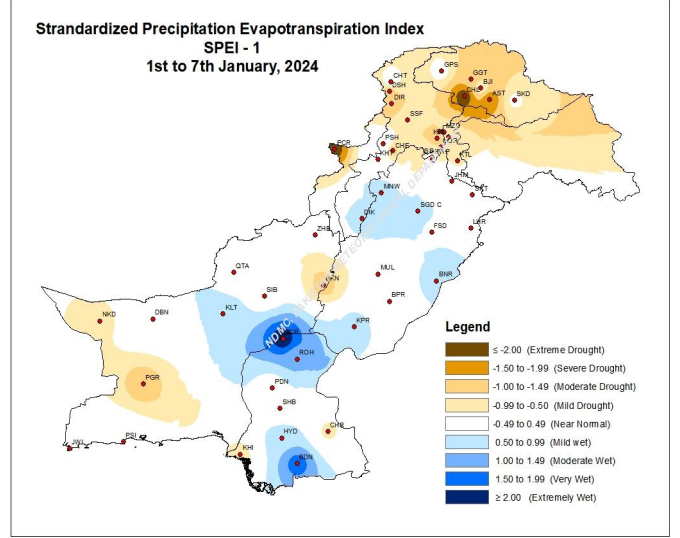 Strandardized Precipitation Evapotranspiration Index
SPEI - 1
1st to 7th January, 2024
GPS
CHT
GGT
DSH
BJI
DIR
AST
SKD
SSF
PCR
PSH
MNW
JHM
DIK
SGD C
FSD
LHR
ZHB
QTA
MUL
BNR
SIB
BPR
NKD
DBN
KLT
KPR
NDMC
ROH
PGR
PDN
SHB
HYD
KHI
BDN
JWI
PSI
Legend
≤ -2.00 (Extreme Drought)
-1.50 to -1.99 (Severe Drought)
-1.00 to -1.49 (Moderate Drought)
-0.99 to -0.50 (Mild Drought)
-0.49 to 0.49 (Near Normal)
0.50 to 0.99 (Mild wet)
1.00 to 1.49 (Moderate Wet)
1.50 to 1.99 (Very Wet)
≥ 2.00 (Extremely Wet)